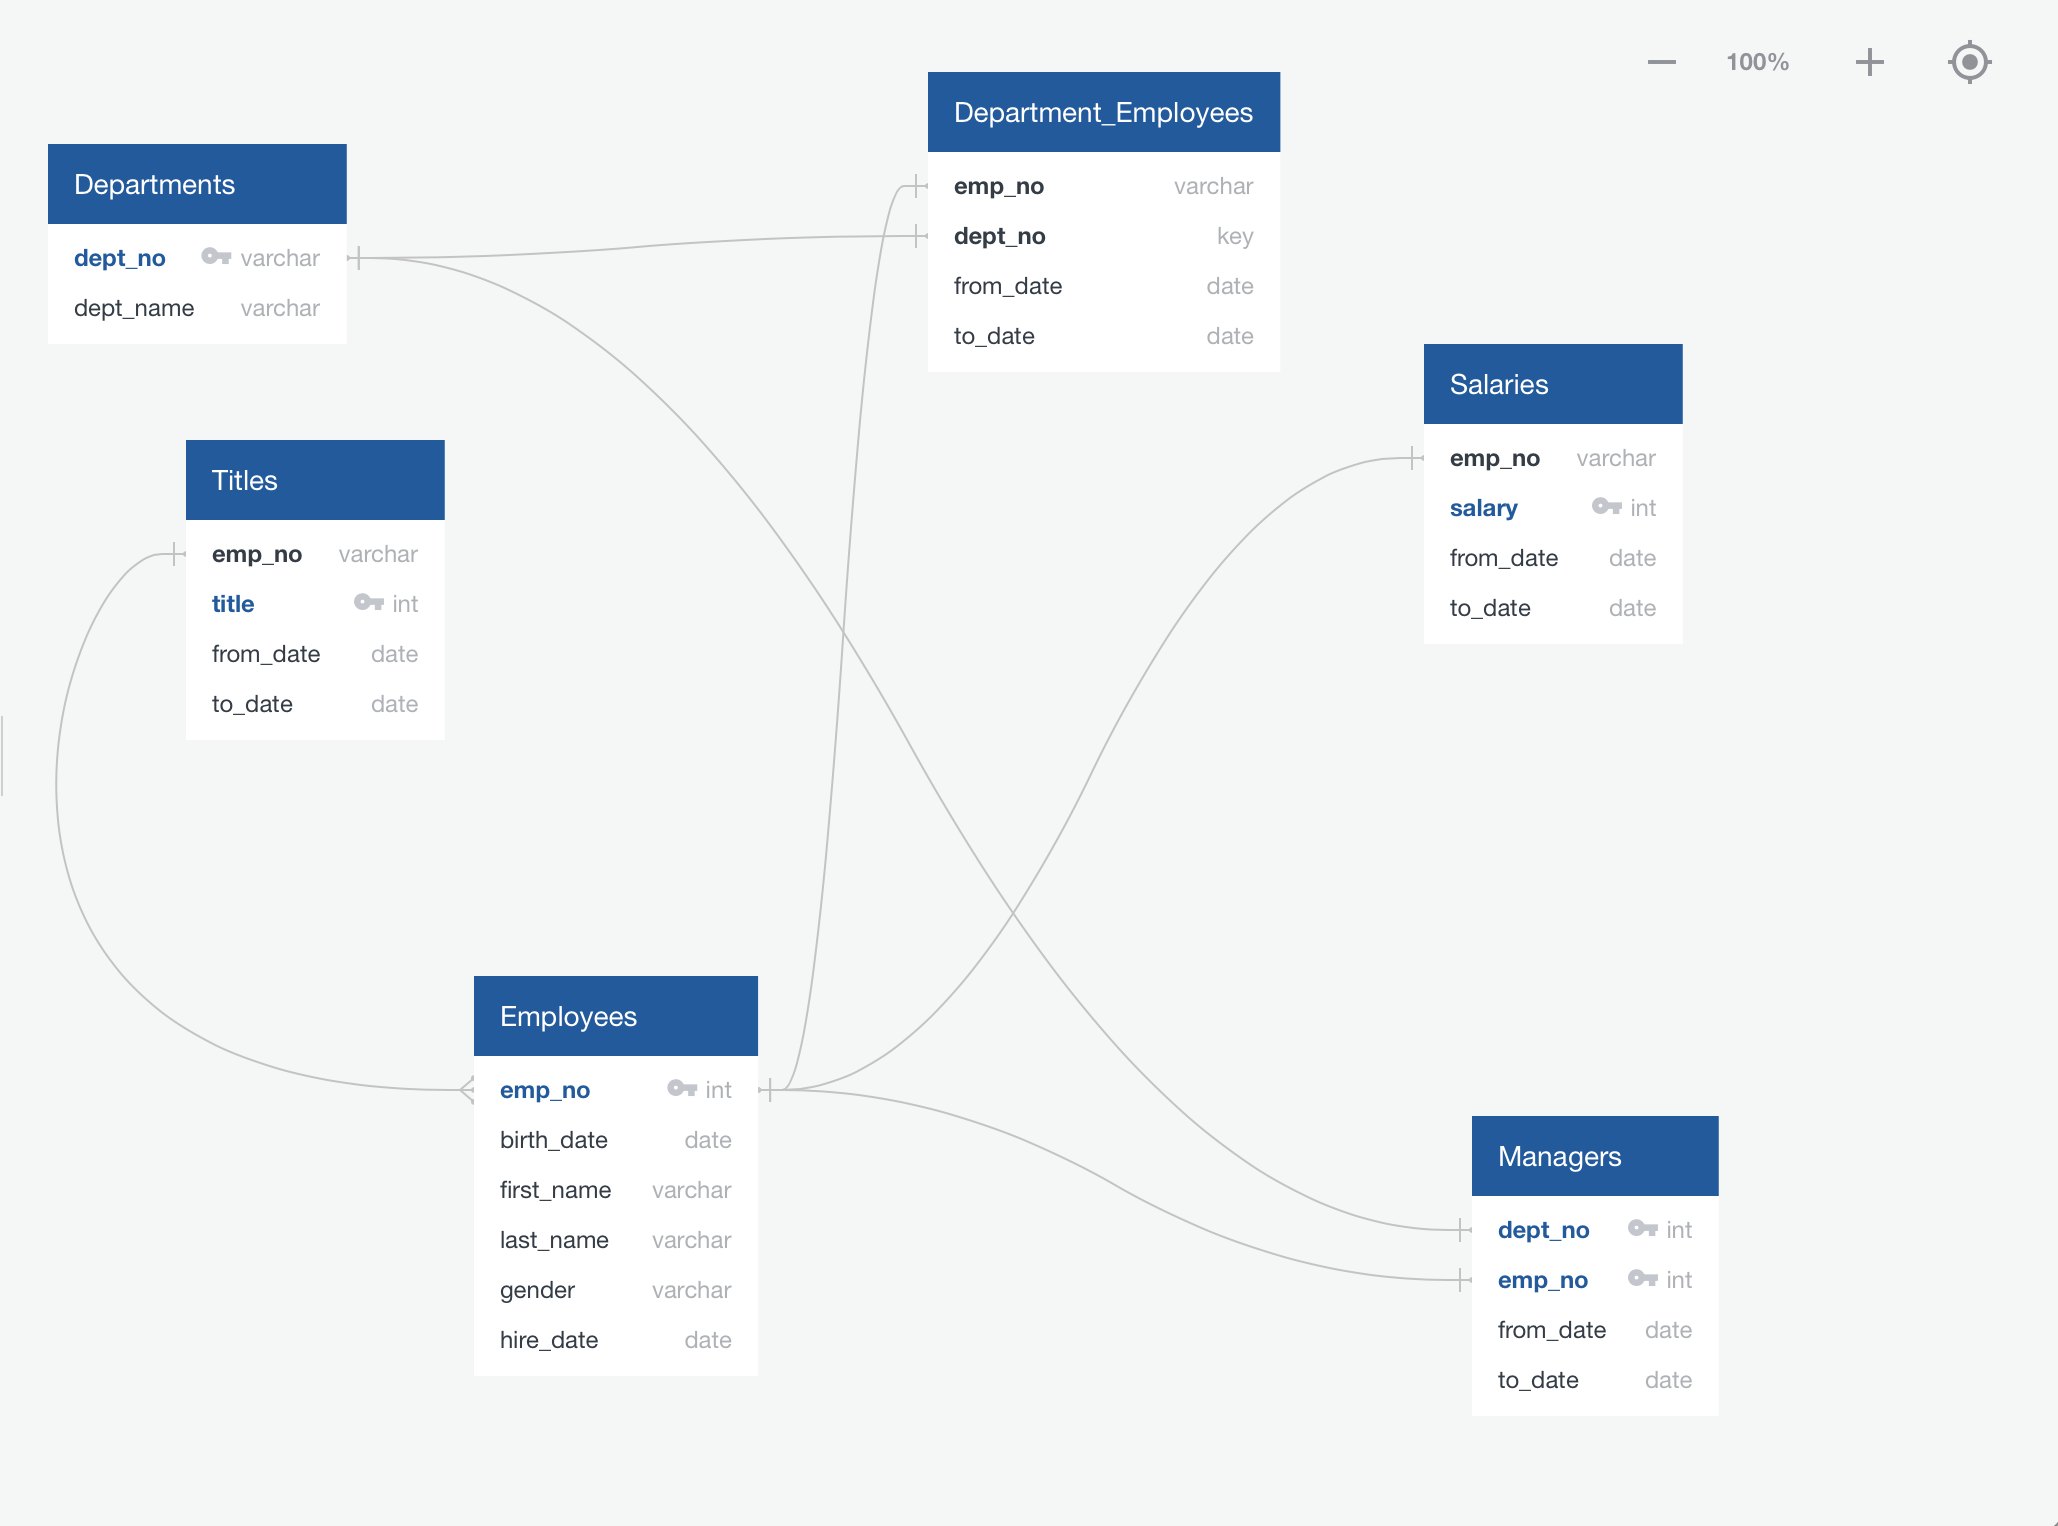 100%
Department_Employees
emp_no varchar
dept_no key
from_date date
to_date date
Departments
dept_no varchar
dept_name varchar
Salaries
emp_no varchar
salary int
from_date date
to_date date
Titles
emp_no varchar
title int
from_date date
to_date date
Employees
emp_no int
birth_date date
first_name varchar
last_name varchar
gender varchar
hire_date date
Managers
dept_no int
emp_no int
from_date date
to_date date